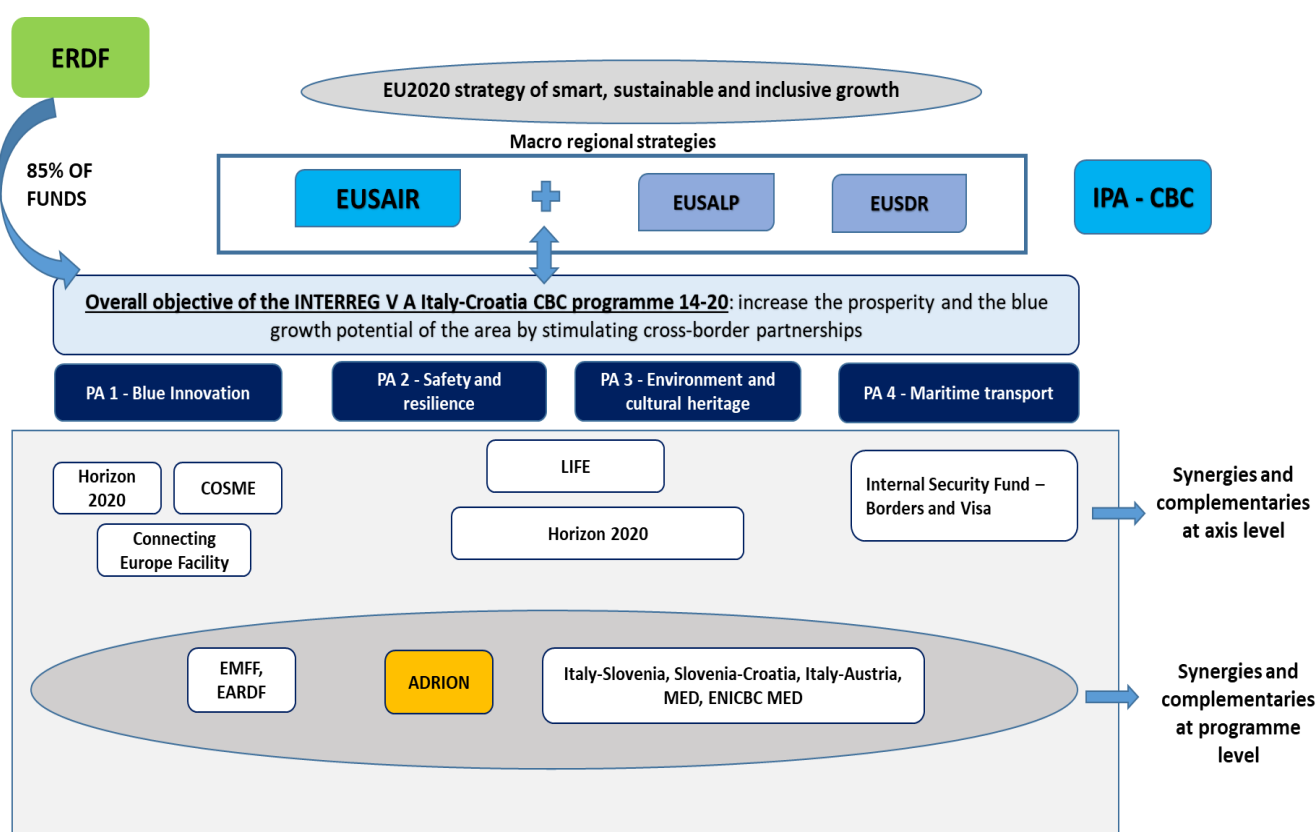 ERDF
EU2020 strategy of smart, sustainable and inclusive growth
Macro regional strategies
85% OF
FUNDS
EUSAIR
EUSALP
EUSDR
IPA - CBC
Overall objective of the INTERREG V A Italy-Croatia CBC programme 14-20: increase the prosperity and the blue
growth potential of the area by stimulating cross-border partnerships
PA 1 - Blue Innovation
PA 2 - Safety and
resilience
PA 3 - Environment and
cultural heritage
PA 4 - Maritime transport
Horizon
2020
COSME
Connecting
Europe Facility
LIFE
Horizon 2020
Internal Security Fund –
Borders and Visa
Synergies and
complementaries
at axis level
EMFF,
EARDF
ADRION
Italy-Slovenia, Slovenia-Croatia, Italy-Austria,
MED, ENICBC MED
Synergies and
complementaries
at programme
level